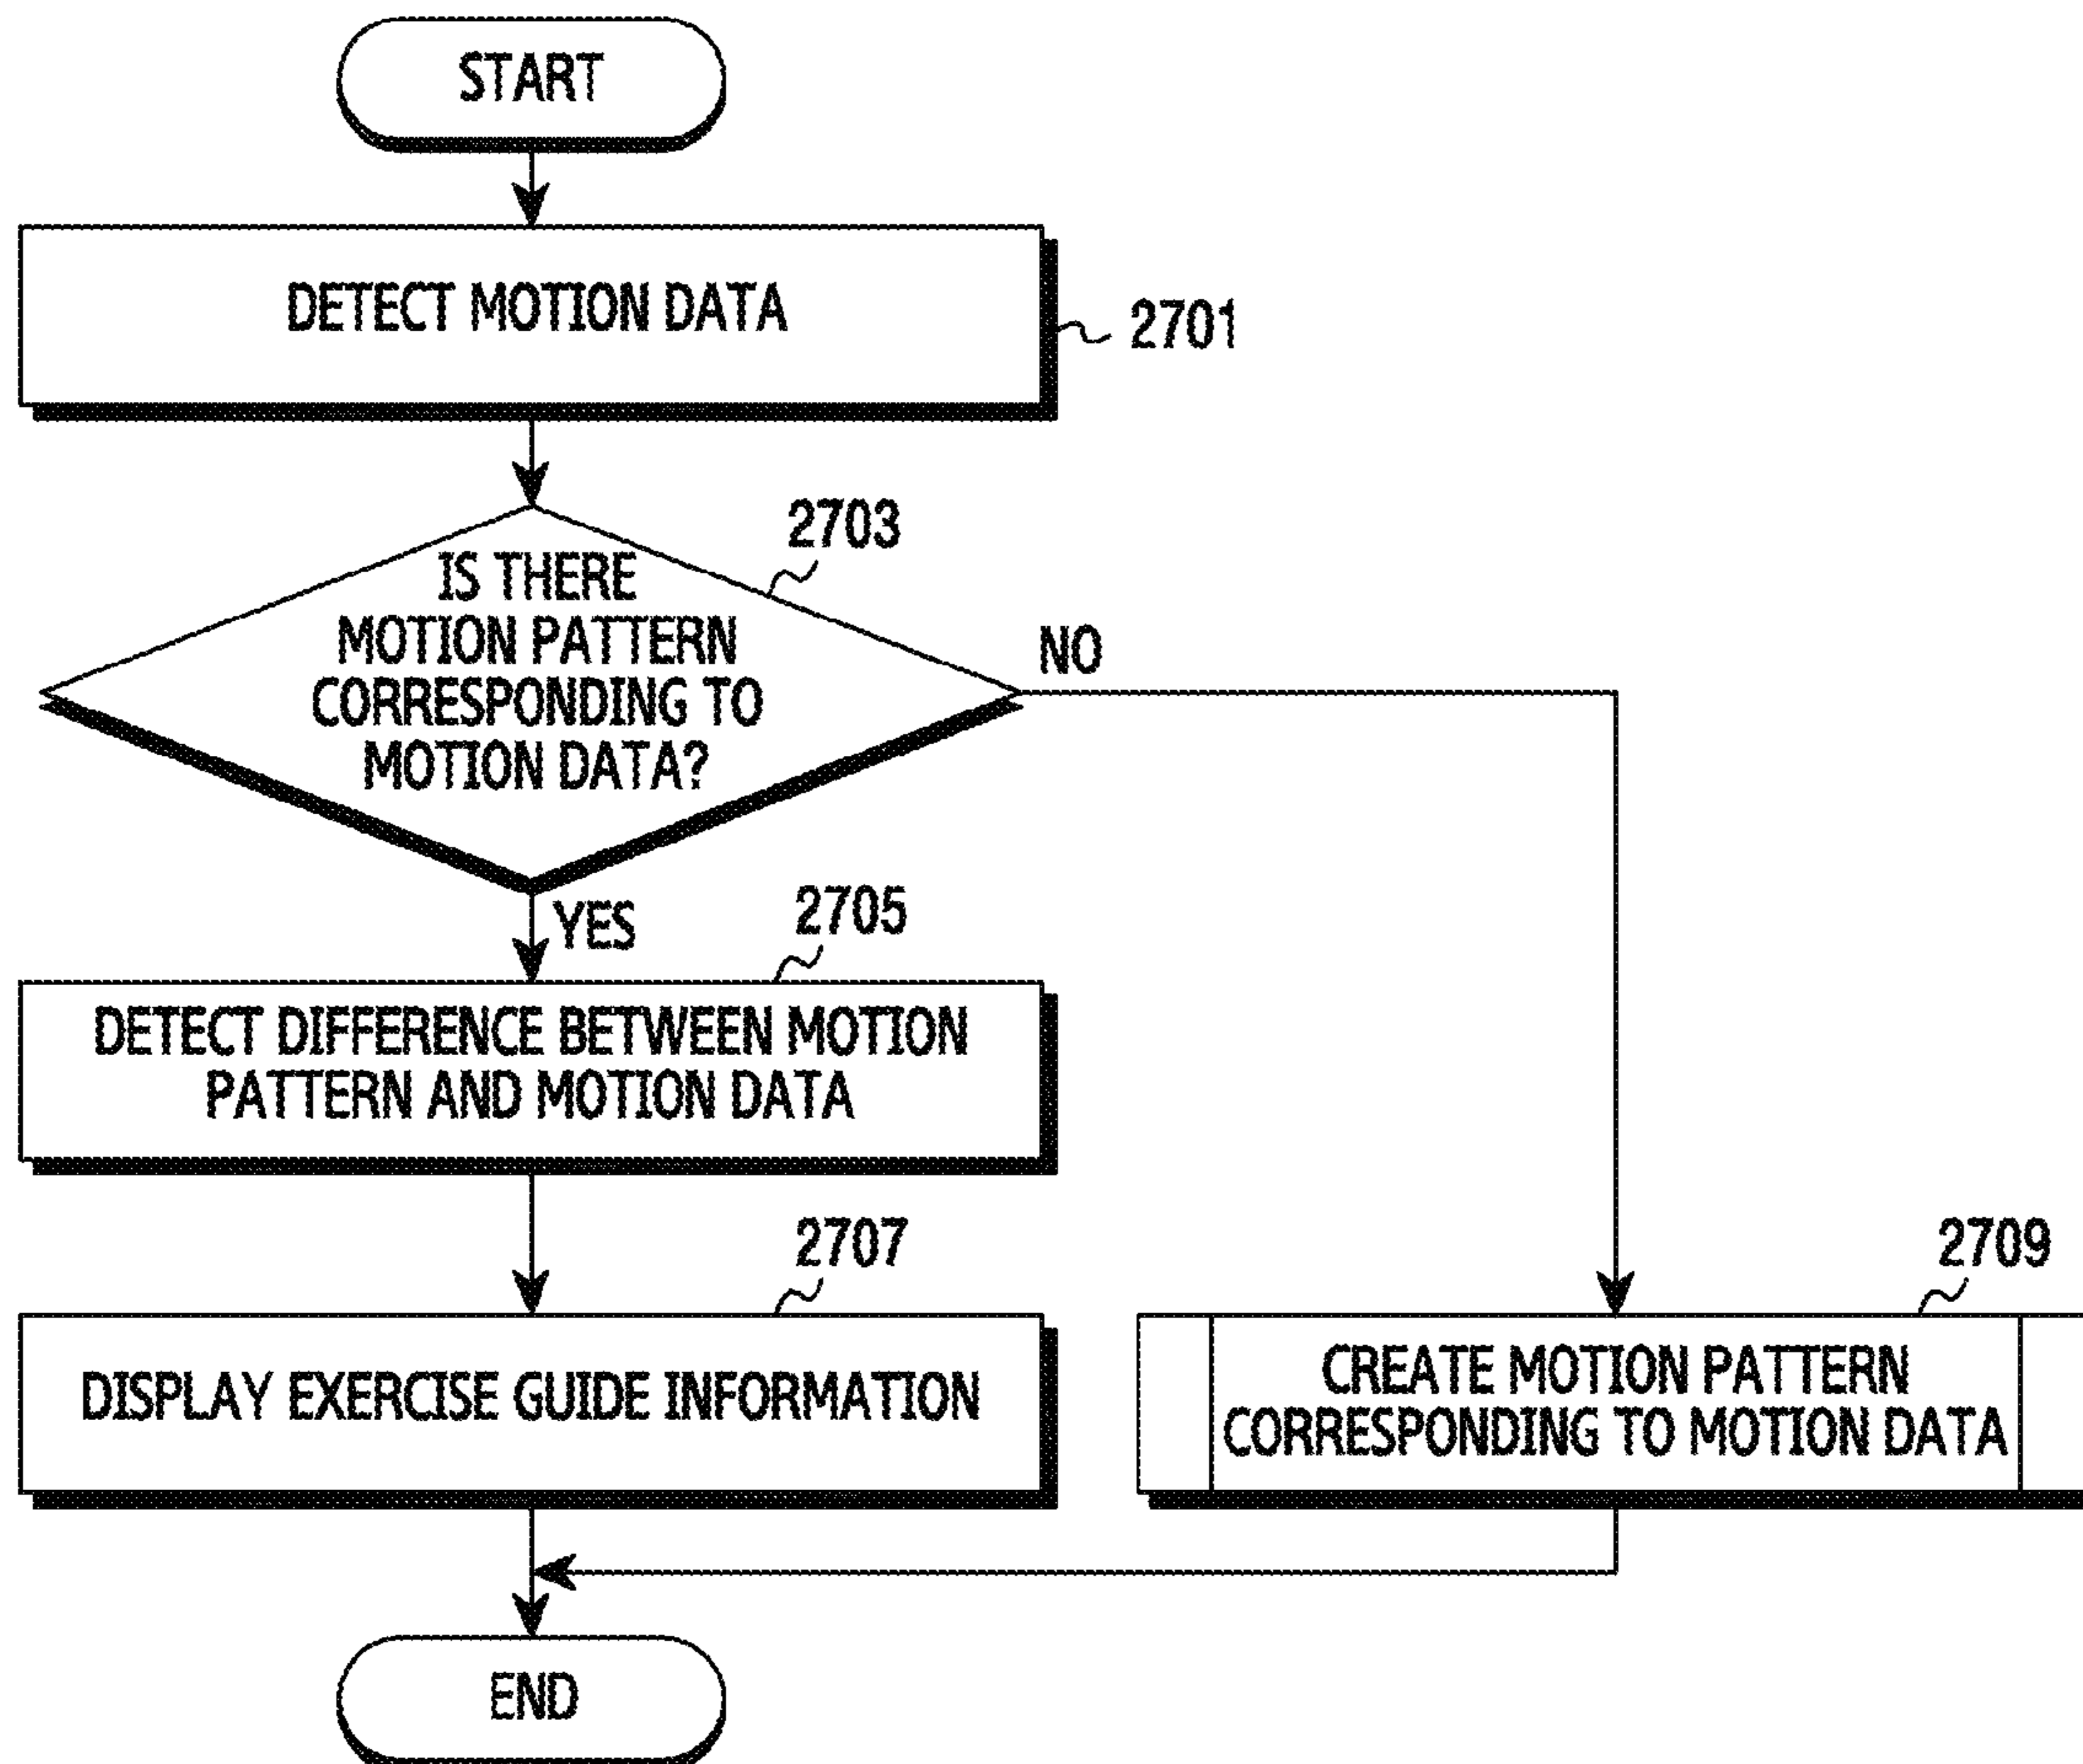 START
DETECT MOTION DATA
2701
2703
IS THERE
MOTION PATTERN
CORRESPONDING TO
MOTION DATA?
NO
YES
2705
DETECT DIFFERENCE BETWEEN MOTION
PATTERN AND MOTION DATA
2707
DISPLAY EXERCISE GUIDE INFORMATION
2709
CREATE MOTION PATTERN
CORRESPONDING TO MOTION DATA
END